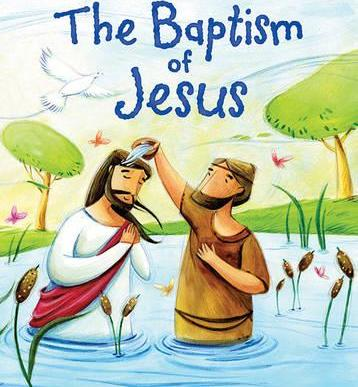 The Baptism
of
Jesus